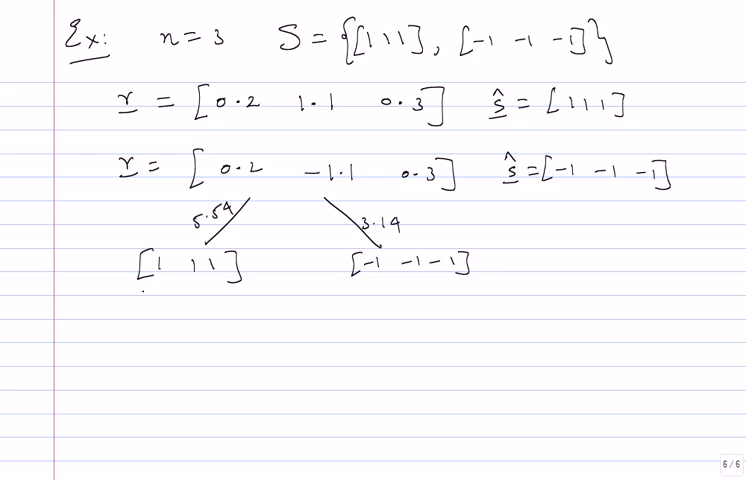 Ex: n = 3 S = {[1 1 1], [-1 -1 -1]}
r = [0.2 1.1 0.3] ŝ = [1 1 1]
r = [0.2 -1.1 0.3] ŝ = [-1 -1 -1]
5.54 3.14
[1 1 1] [-1 -1 -1]
6/6